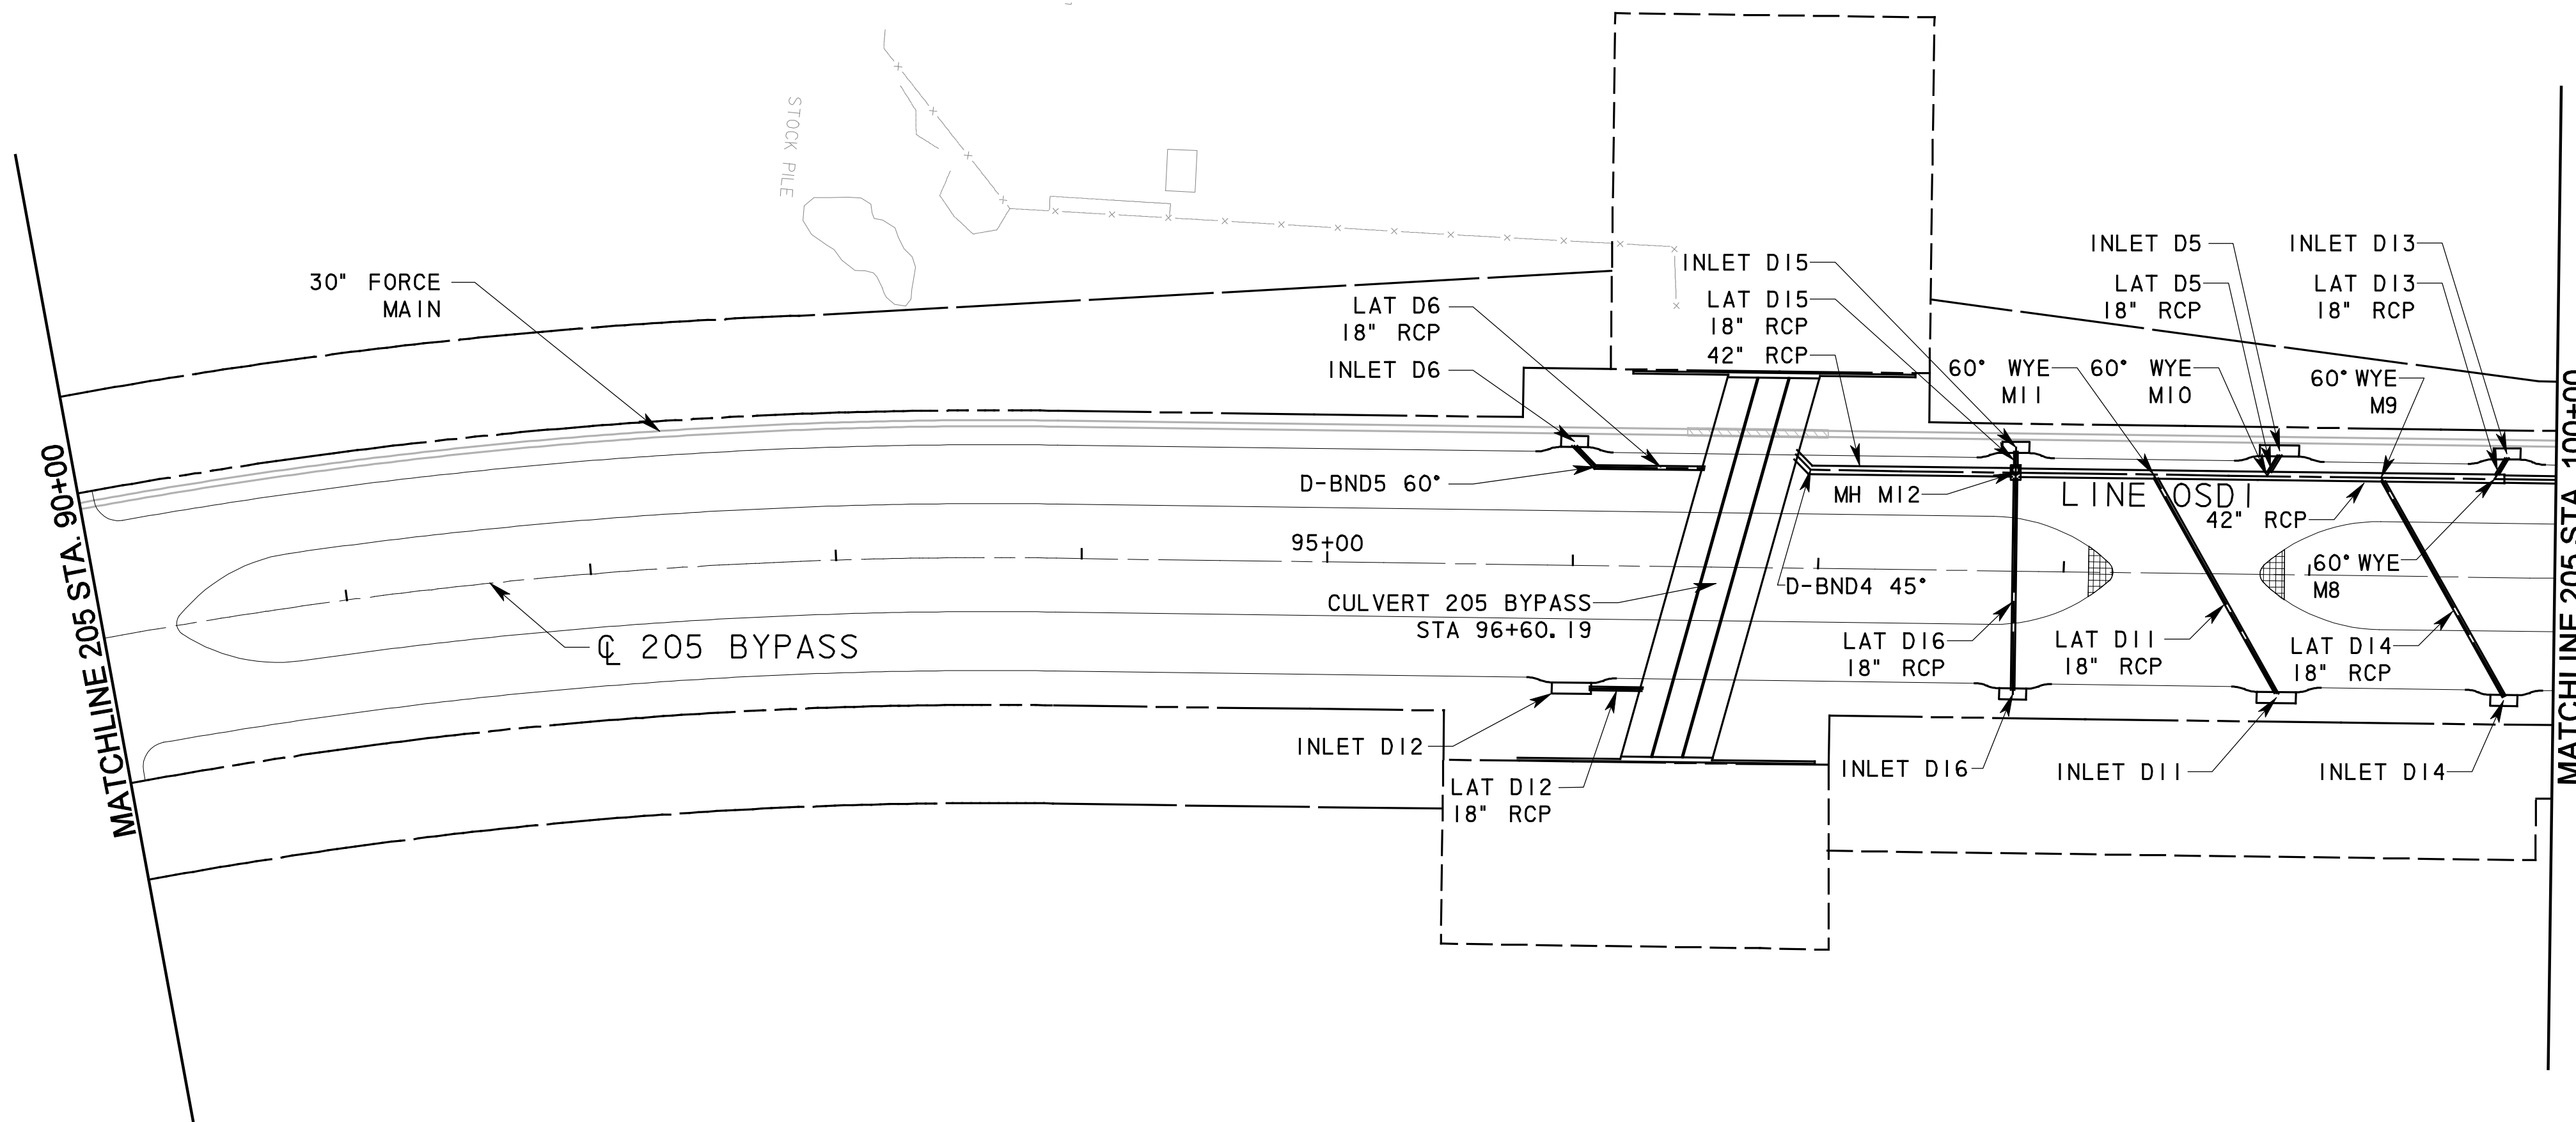 STOCK PILE
30" FORCE
MAIN
MATCHLINE 205 STA. 90+00
℄ 205 BYPASS
95+00
LAT D6
18" RCP
INLET D6
D-BND5 60°
CULVERT 205 BYPASS
STA 96+60.19
INLET D12
LAT D12
18" RCP
INLET D15
LAT D15
18" RCP
42" RCP
MH M12
D-BND4 45°
LAT D16
18" RCP
INLET D16
60° WYE
M11
60° WYE
M10
INLET D5
LAT D5
18" RCP
INLET D13
LAT D13
18" RCP
60° WYE
M9
LINE OSD1
42" RCP
60° WYE
M8
LAT D11
18" RCP
INLET D11
LAT D14
18" RCP
INLET D14
MATCHLINE 205 STA. 100+00